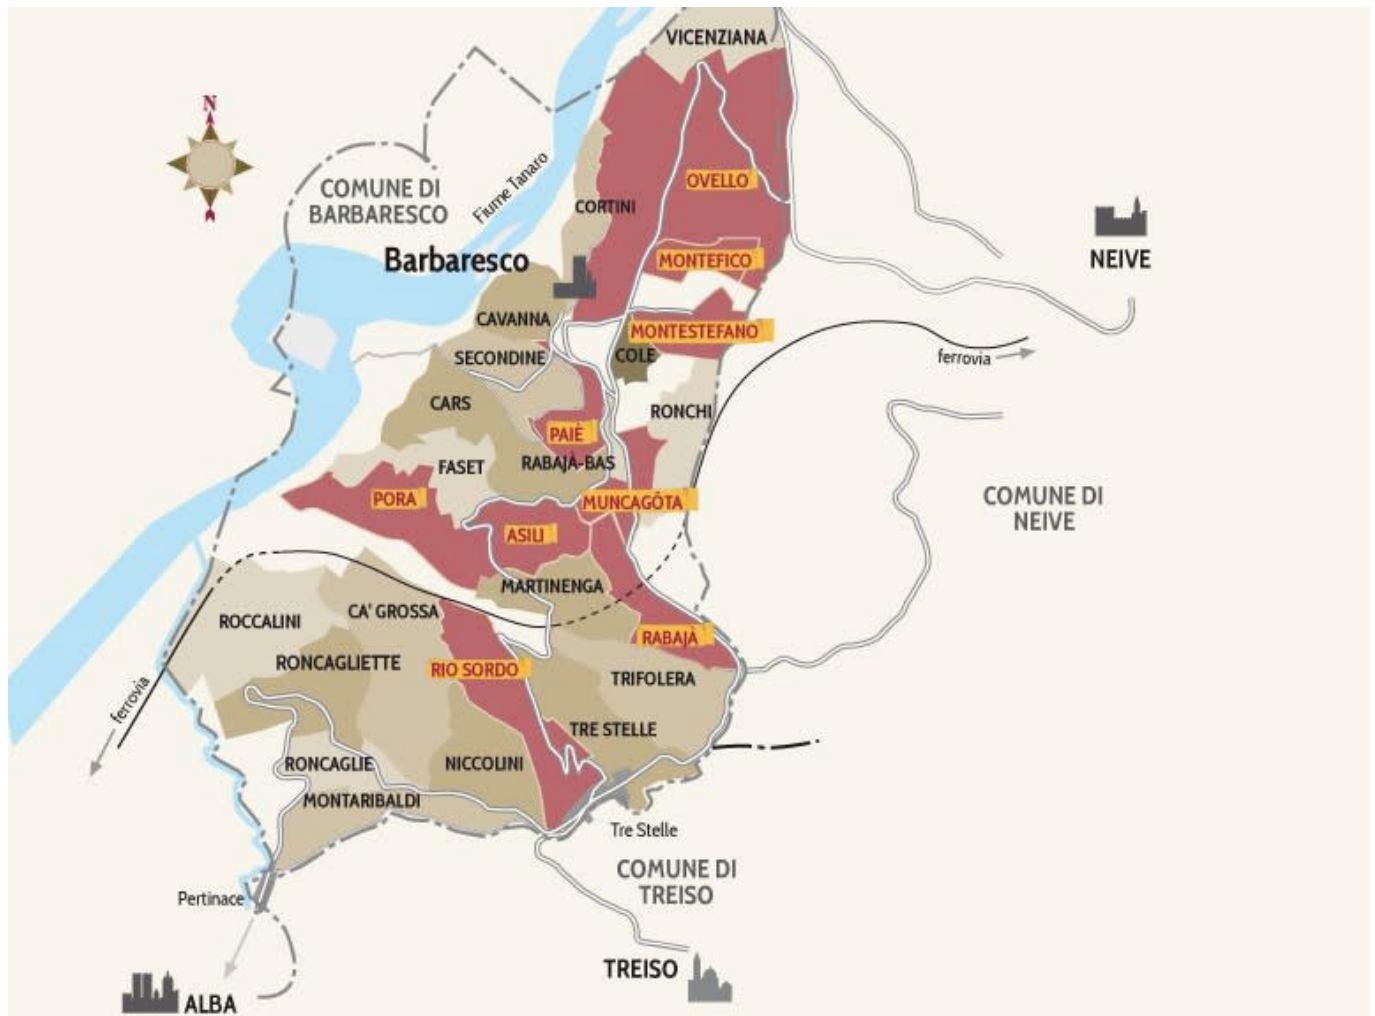 VICENZIANA
N
OVELLO
COMUNE DI
BARBARESCO
Fiume Tanaro
CORTINI
NEIVE
Barbaresco
MONTEFICO
CAVANNA
MONTESTEFANO
SECONDINE
COLE
ferrovia
CARS
RONCHI
PAIÈ
FASET
RABAJÀ-BAS
PORA
MUNCAGÖTA
COMUNE DI
NEIVE
ASILI
MARTINENGA
CA' GROSSA
ROCCALINI
RABAJÀ
RONCAGLIETTE
RIO SORDO
TRIFOLERA
ferrovia
TRE STELLE
RONCAGLIE
NICCOLINI
MONTARIBALDI
Tre Stelle
COMUNE DI
TREISO
Pertinace
TREISO
ALBA